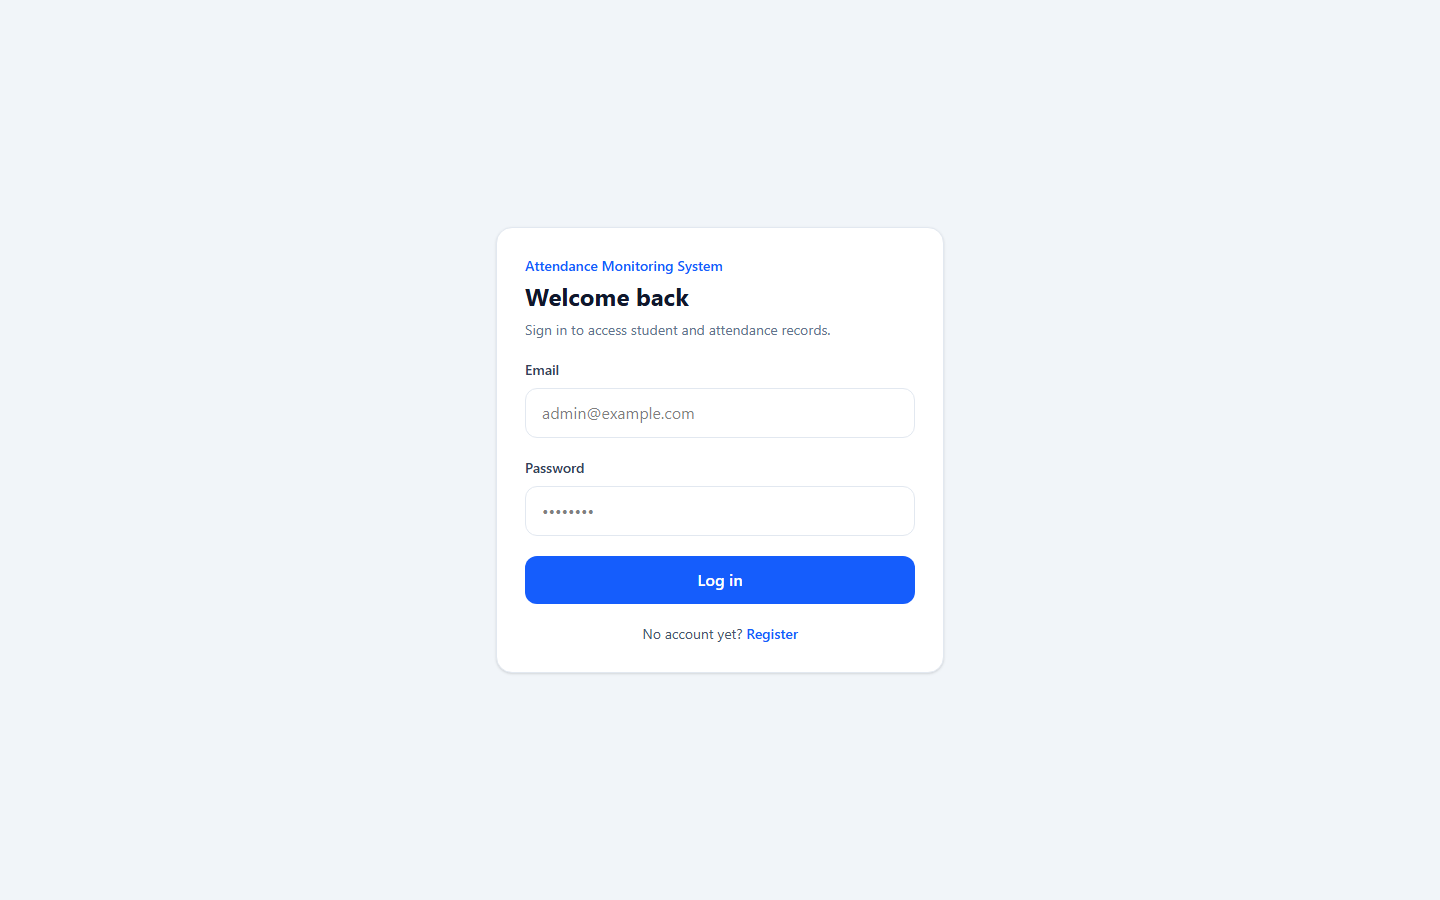 Attendance Monitoring System
Welcome back
Sign in to access student and attendance records.
Email
admin@example.com
Password
••••••••
Log in
No account yet? Register